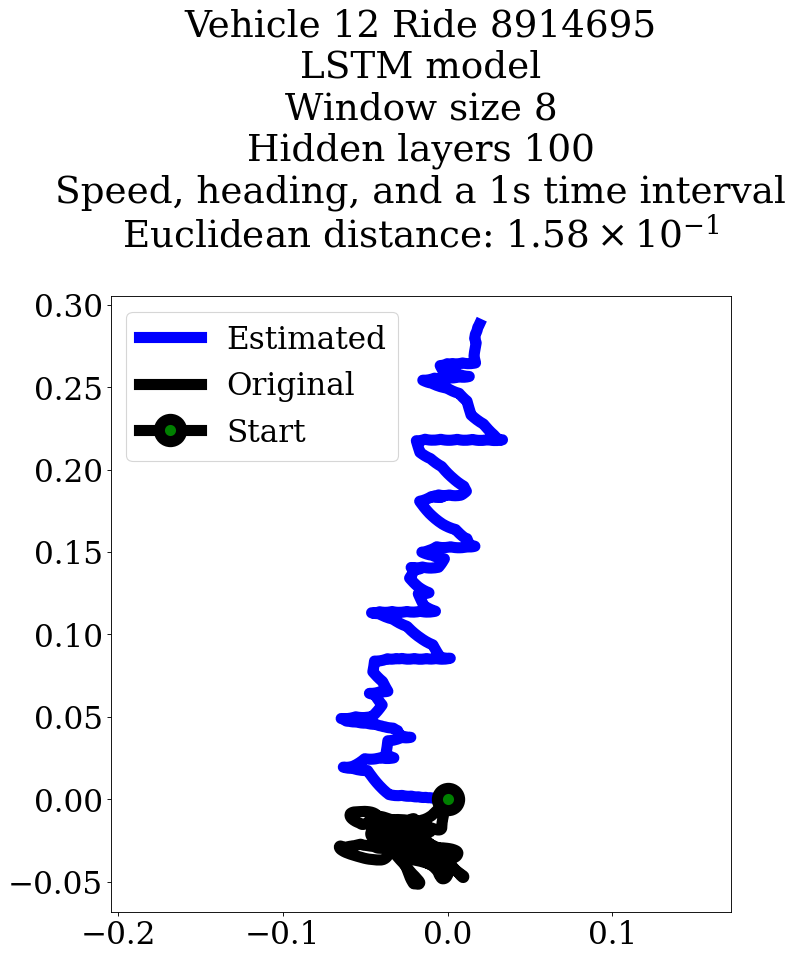 Vehicle 12 Ride 8914695
LSTM model
Window size 8
Hidden layers 100
Speed, heading, and a 1s time interval
Euclidean distance: 1.58 × 10⁻¹
Estimated
Original
Start
0.30
0.25
0.20
0.15
0.10
0.05
0.00
−0.05
−0.2
−0.1
0.0
0.1